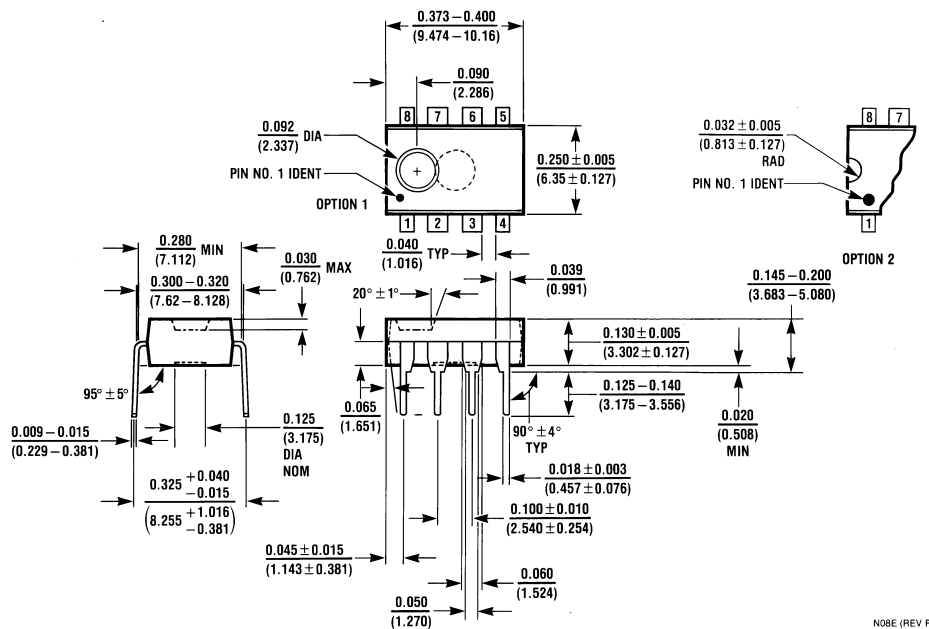 0.373 – 0.400
(9.474 – 10.16)
0.090
(2.286)
8 7 6 5
0.092 DIA
(2.337)
PIN NO. 1 IDENT
OPTION 1
0.250 ± 0.005
(6.35 ± 0.127)
1 2 3 4
0.032 ± 0.005
(0.813 ± 0.127)
RAD
PIN NO. 1 IDENT
8 7
1
OPTION 2
0.280 MIN
(7.112)
0.030 MAX
(0.762)
0.300 – 0.320
(7.62 – 8.128)
0.040 TYP
(1.016)
0.039
(0.991)
20° ± 1°
0.145 – 0.200
(3.683 – 5.080)
0.130 ± 0.005
(3.302 ± 0.127)
0.125 – 0.140
(3.175 – 3.556)
0.020
(0.508)
MIN
95° ± 5°
0.065
(1.651)
90° ± 4°
TYP
0.009 – 0.015
(0.229 – 0.381)
0.125
(3.175)
DIA
NOM
0.018 ± 0.003
(0.457 ± 0.076)
0.325 +0.040
−0.015
(8.255 +1.016
−0.381)
0.100 ± 0.010
(2.540 ± 0.254)
0.045 ± 0.015
(1.143 ± 0.381)
0.060
(1.524)
0.050
(1.270)
N08E (REV F